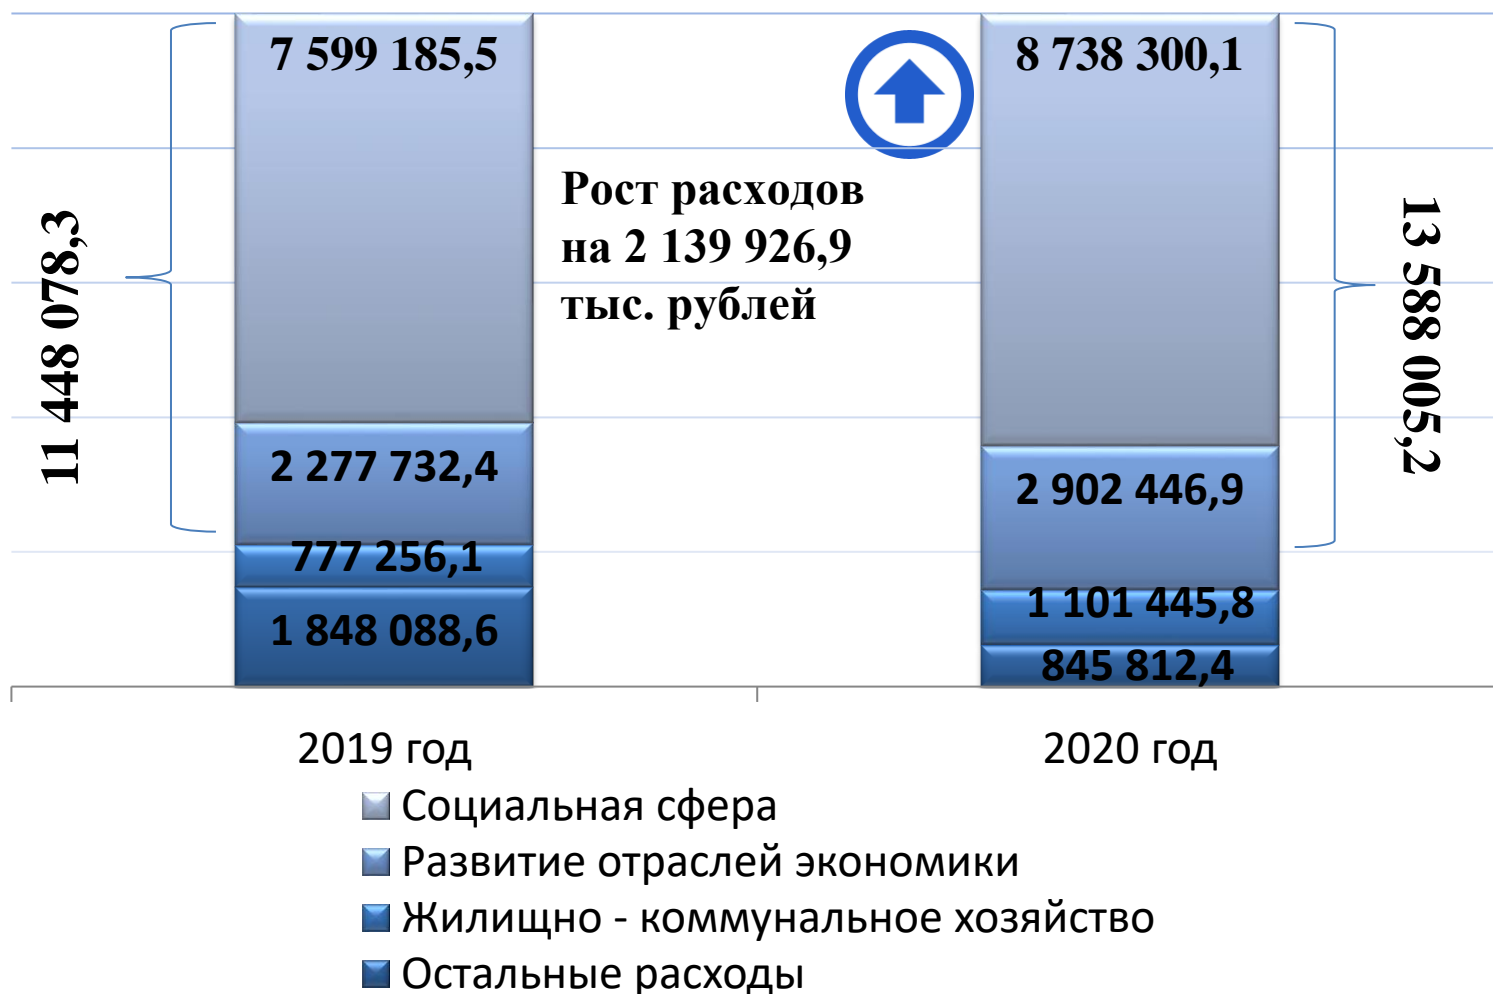 7 599 185,5
8 738 300,1
Рост расходов
на 2 139 926,9
тыс. рублей
11 448 078,3
13 588 005,2
2 277 732,4
2 902 446,9
777 256,1
1 101 445,8
1 848 088,6
845 812,4
2019 год
2020 год
Социальная сфера
Развитие отраслей экономики
Жилищно - коммунальное хозяйство
Остальные расходы